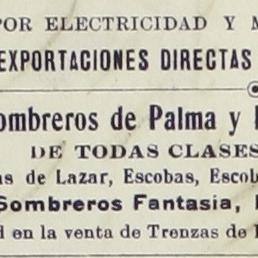 POR ELECTRICIDAD Y
EXPORTACIONES DIRECTAS
ombreros de Palma y
DE TODAS CLASES
as de Lazar, Escobas, Escob
Sombreros Fantasia,
d en la venta de Trenzas de